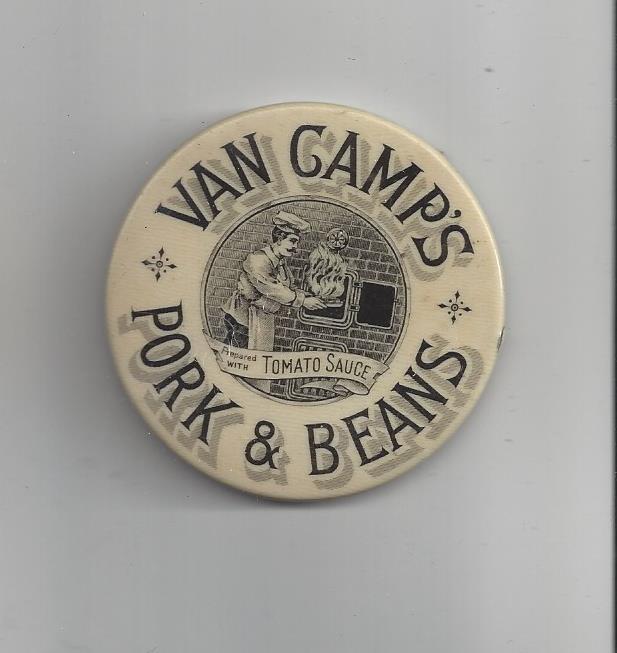 VAN CAMP'S
Prepared
WITH TOMATO SAUCE
PORK & BEANS